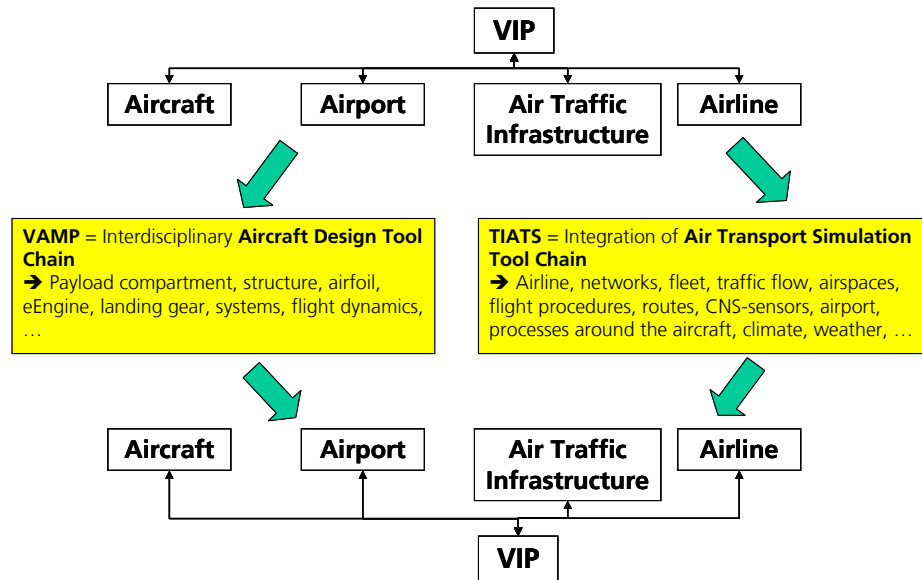 VIP
Aircraft
Airport
Air Traffic
Infrastructure
Airline
VAMP = Interdisciplinary Aircraft Design Tool
Chain
➔ Payload compartment, structure, airfoil,
eEngine, landing gear, systems, flight dynamics,
…
TIATS = Integration of Air Transport Simulation
Tool Chain
➔ Airline, networks, fleet, traffic flow, airspaces,
flight procedures, routes, CNS-sensors, airport,
processes around the aircraft, climate, weather, …
Aircraft
Airport
Air Traffic
Infrastructure
Airline
VIP